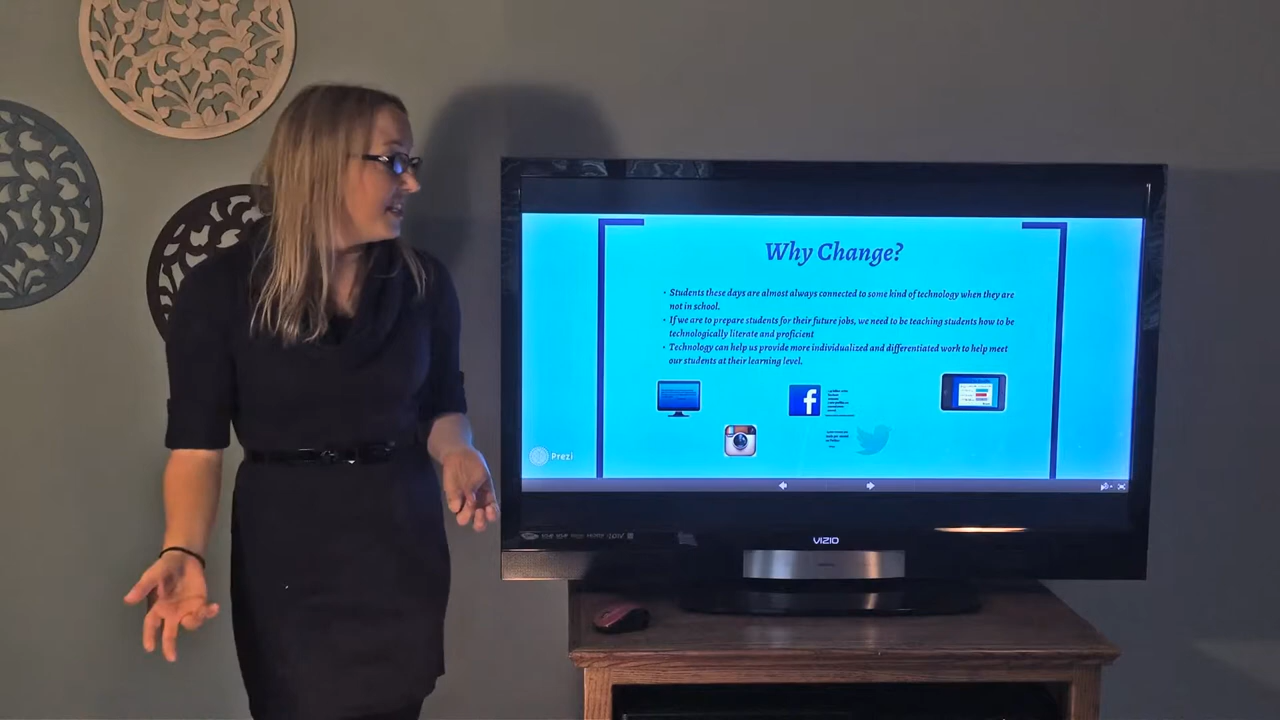 Why Change?
• Students these days are almost always connected to some kind of technology when they are
not in school.
• If we are to prepare students for their future jobs, we need to be teaching students how to be
technologically literate and proficient
• Technology can help us provide more individualized and differentiated work to help meet
our students at their learning level.
f
Prezi
VIZIO